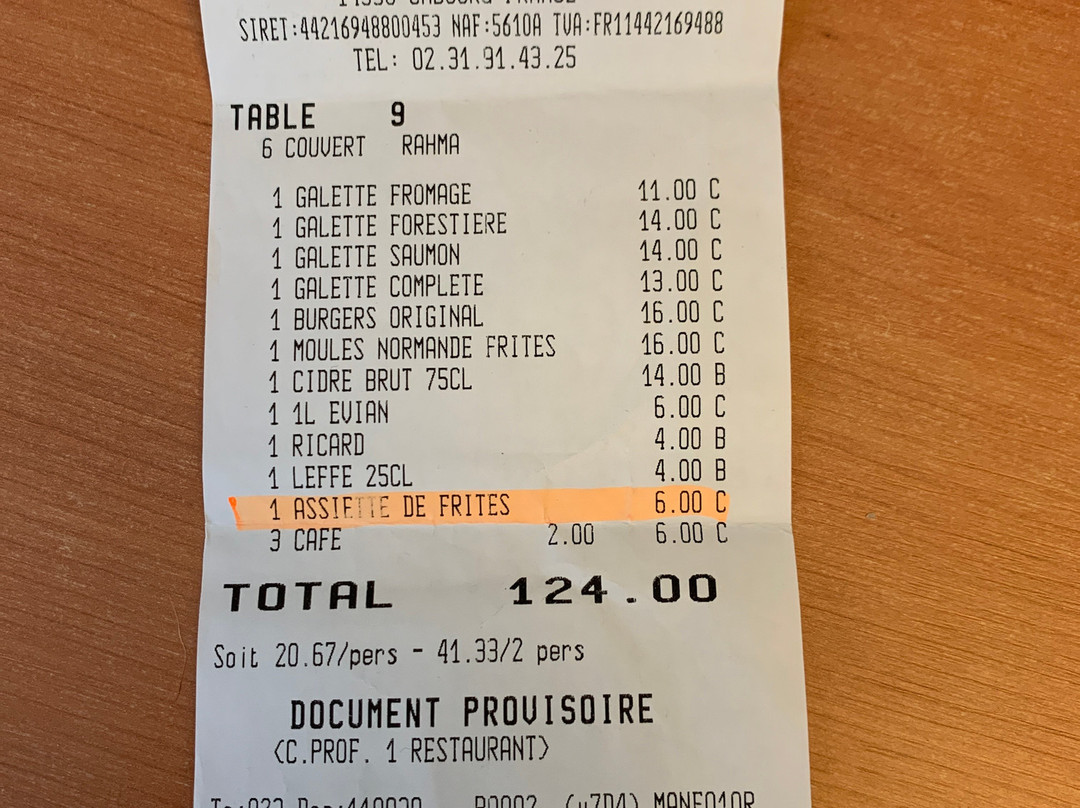 SIRET:44216948800453 NAF:5610A TVA:FR11442169488
TEL: 02.31.91.43.25
TABLE 9
6 COUVERT RAHMA
1 GALETTE FROMAGE 11.00 C
1 GALETTE FORESTIERE 14.00 C
1 GALETTE SAUMON 14.00 C
1 GALETTE COMPLETE 13.00 C
1 BURGERS ORIGINAL 16.00 C
1 MOULES NORMANDE FRITES 16.00 C
1 CIDRE BRUT 75CL 14.00 B
1 1L EVIAN 6.00 C
1 RICARD 4.00 B
1 LEFFE 25CL 4.00 B
1 ASSIETTE DE FRITES 6.00 C
3 CAFE 2.00 6.00 C
TOTAL 124.00
Soit 20.67/pers - 41.33/2 pers
DOCUMENT PROVISOIRE
(C.PROF. 1 RESTAURANT)